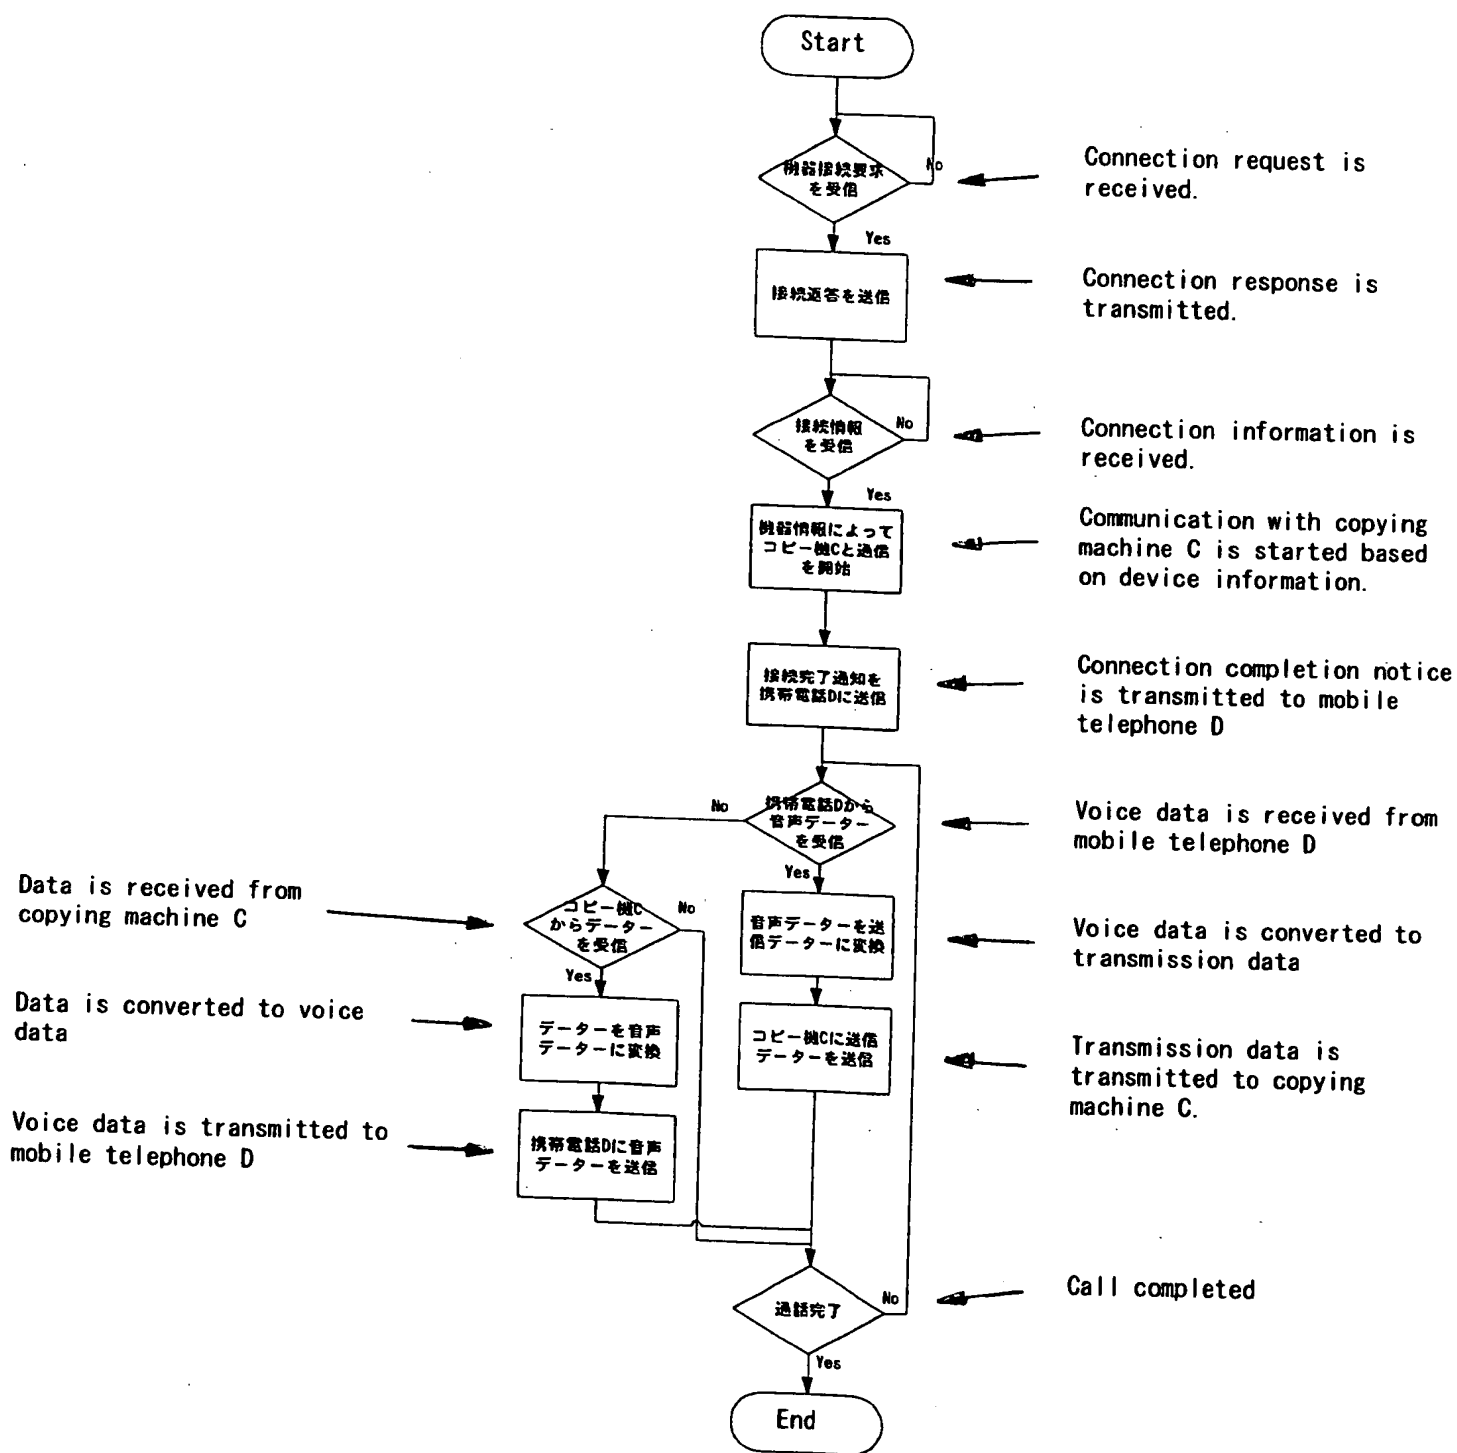 Start
機器接続要求
を受信
No
Connection request is
received.
Yes
接続返答を送信
Connection response is
transmitted.
接続情報
を受信
No
Connection information is
received.
Yes
機器情報によって
コピー機Cと通信
を開始
Communication with copying
machine C is started based
on device information.
接続完了通知を
携帯電話Dに送信
Connection completion notice
is transmitted to mobile
telephone D
No
携帯電話Dから
音声データー
を受信
Voice data is received from
mobile telephone D
Yes
Data is received from
copying machine C
コピー機C
からデーター
を受信
No
音声データーを送
信データーに変換
Voice data is converted to
transmission data
Yes
Data is converted to voice
data
データーを音声
データーに変換
コピー機Cに送信
データーを送信
Transmission data is
transmitted to copying
machine C.
Voice data is transmitted to
mobile telephone D
携帯電話Dに音声
データーを送信
通話完了
No
Call completed
Yes
End